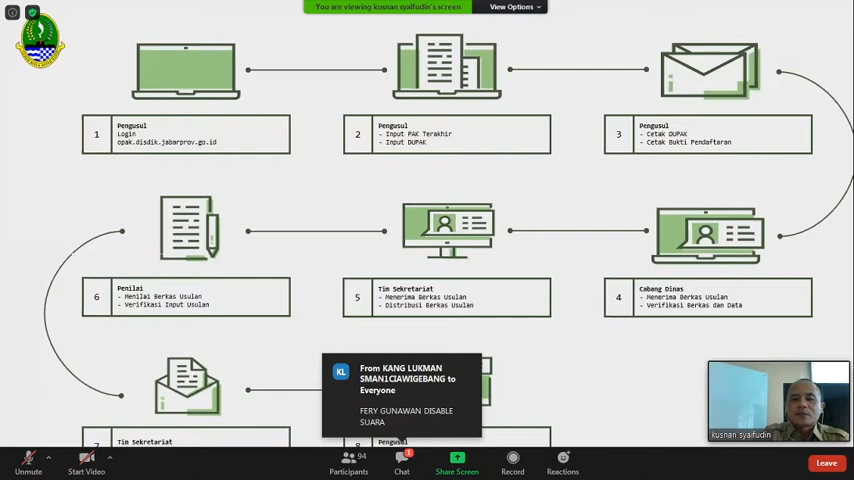 You are viewing kusnan syaifudin's screen
View Options
1
Pengusul
Login
opak.disdik.jabarprov.go.id
2
Pengusul
- Input PAK Terakhir
- Input DUPAK
3
Pengusul
- Cetak DUPAK
- Cetak Bukti Pendaftaran
6
Penilai
- Menilai Berkas Usulan
- Verifikasi Input Usulan
5
Tim Sekretariat
- Menerima Berkas Usulan
- Distribusi Berkas Usulan
4
Cabang Dinas
- Menerima Berkas Usulan
- Verifikasi Berkas dan Data
KL
From KANG LUKMAN
SMAN1CIAWIGEBANG to
Everyone
FERY GUNAWAN DISABLE
SUARA
7
Tim Sekretariat
8
Pengusul
kusnan syaifudin
Unmute
Start Video
94
Participants
1
Chat
Share Screen
Record
Reactions
Leave